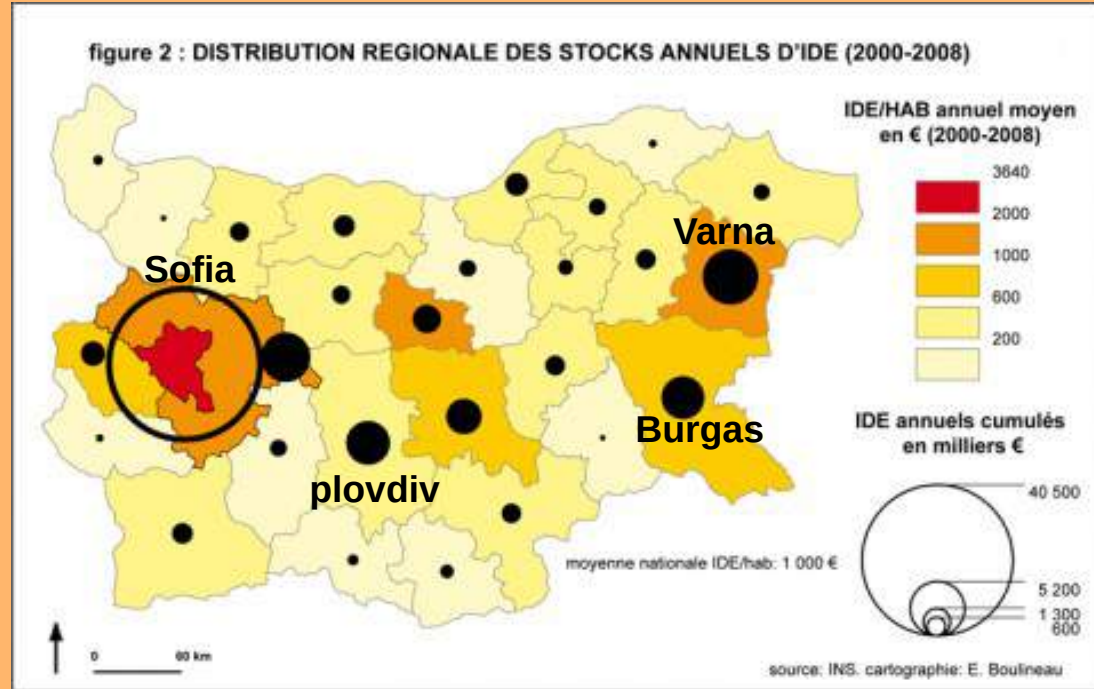 figure 2 : DISTRIBUTION REGIONALE DES STOCKS ANNUELS D'IDE (2000-2008)
IDE/HAB annuel moyen
en € (2000-2008)
3640
2000
1000
600
200
Varna
Sofia
Burgas
plovdiv
IDE annuels cumulés
en milliers €
40 500
5 200
1 300
600
moyenne nationale IDE/hab: 1 000 €
0 60 km
source: INS. cartographie: E. Boulineau